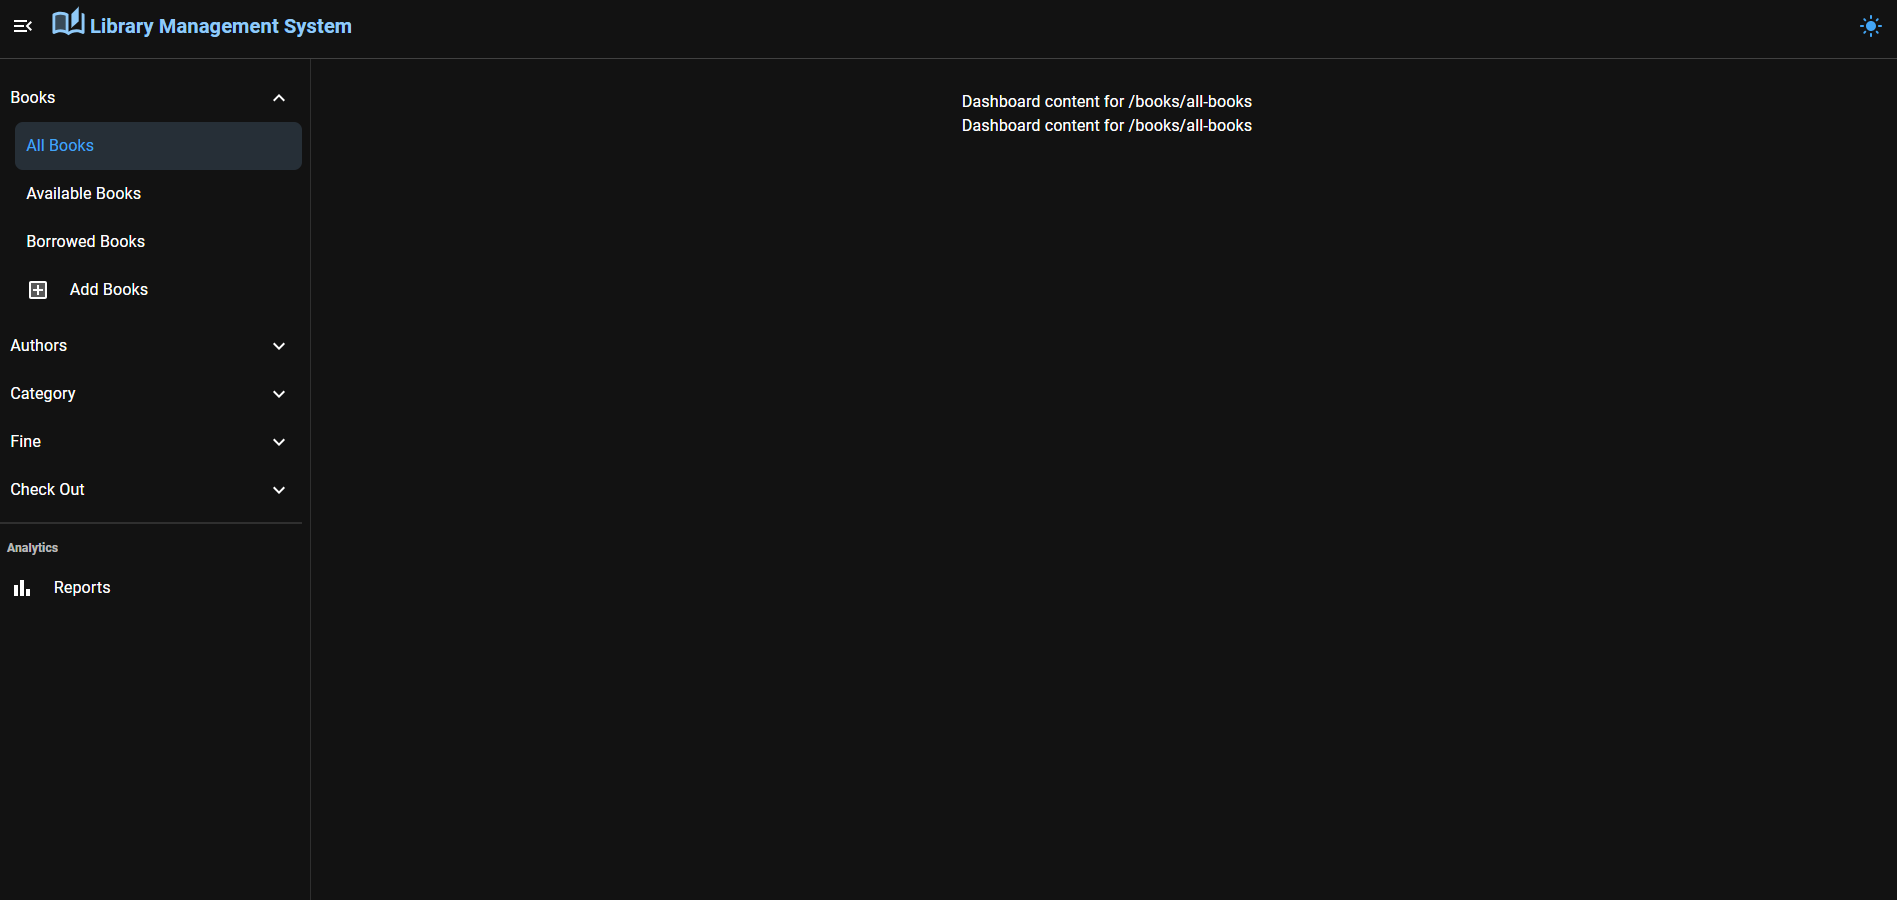 Library Management System
Books
All Books
Available Books
Borrowed Books
Add Books
Authors
Category
Fine
Check Out
Analytics
Reports
Dashboard content for /books/all-books
Dashboard content for /books/all-books